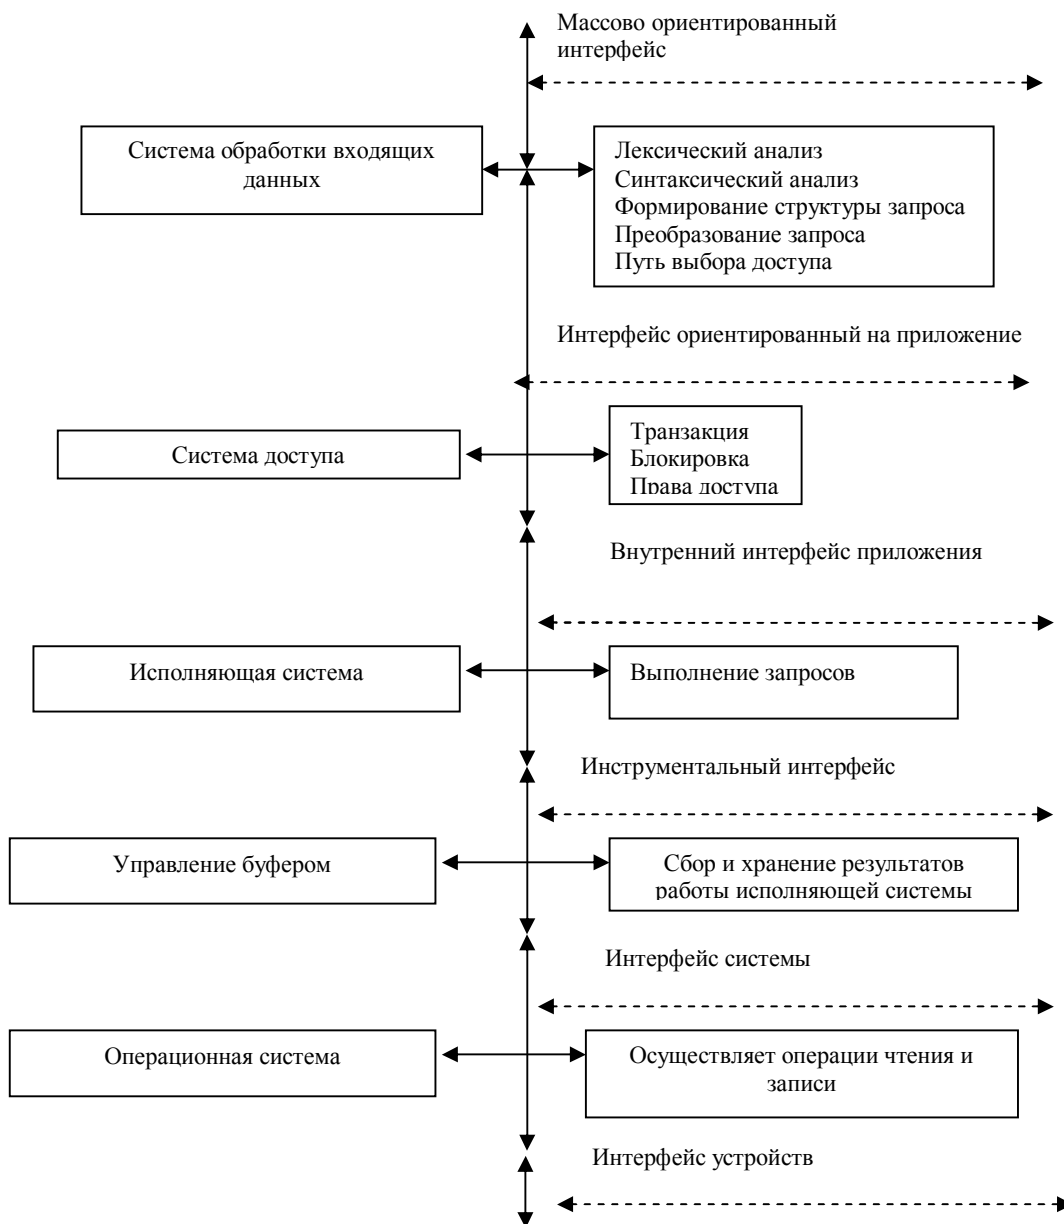 Массово ориентированный
интерфейс
Система обработки входящих
данных
Лексический анализ
Синтаксический анализ
Формирование структуры запроса
Преобразование запроса
Путь выбора доступа
Интерфейс ориентированный на приложение
Система доступа
Транзакция
Блокировка
Права доступа
Внутренний интерфейс приложения
Исполняющая система
Выполнение запросов
Инструментальный интерфейс
Управление буфером
Сбор и хранение результатов
работы исполняющей системы
Интерфейс системы
Операционная система
Осуществляет операции чтения и
записи
Интерфейс устройств